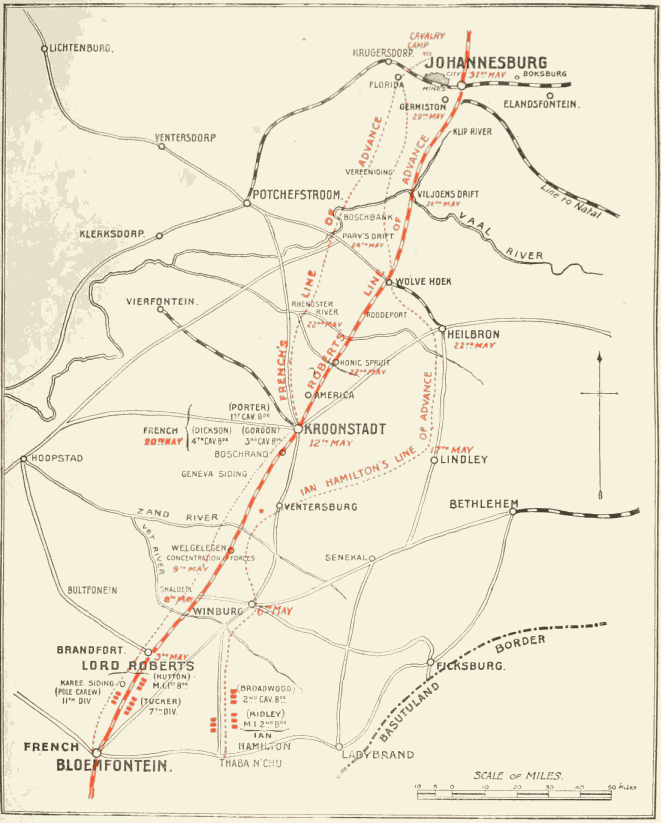 LICHTENBURG.
CAVALRY
CAMP
KRUGERSDORP.
JOHANNESBURG
CITY
31ST MAY
BOKSBURG
FLORIDA
MINES
GERMISTON
29TH MAY
ELANDSFONTEIN.
VENTERSDORP
KLIP RIVER
VEREENIGING
POTCHEFSTROOM.
VILJOENS DRIFT
26TH MAY
Line to Natal
BOSCHBANK
VAAL
RIVER
KLERKSDORP.
PARY'S DRIFT
24TH MAY
WOLVE HOEK
VIERFONTEIN.
RHENOSTER
RIVER
22ND MAY
RODDEPORT
HEILBRON
22ND MAY
HONIC SPRUIT
22ND MAY
FRENCH'S LINE OF ADVANCE
ROBERTS' LINE OF ADVANCE
AMERICA
(PORTER)
1ST CAV. BDE
FRENCH
20TH MAY
(DICKSON)
4TH CAV. BDE
(GORDON)
3RD CAV. BDE
KROONSTADT
12TH MAY
BOSCHRAND
HOOPSTAD
GENEVA SIDING
17TH MAY
LINDLEY
IAN HAMILTON'S LINE OF ADVANCE
ZAND RIVER
VENTERSBURG
BETHLEHEM
VET RIVER
WELGELEGEN
CONCENTRATION FORCES
9TH MAY
SENEKAL
BULTFONEIN
SMALDEEL
8TH MAY
WINBURG
6TH MAY
BRANDFORT.
3RD MAY
LORD ROBERTS
BORDER
FICKSBURG.
KAREE SIDING
(POLE CAREW)
11TH DIV
(HUTTON)
M.I. 1ST BDE
(TUCKER)
7TH DIV.
(BROADWOOD)
2ND CAV. BDE
(RIDLEY)
M I 2ND BDE
IAN
HAMILTON
BASUTULAND
FRENCH
BLOEMFONTEIN.
THABA N'CHU
LADYBRAND
SCALE OF MILES.
10 5 0 10 20 30 40 50 Miles